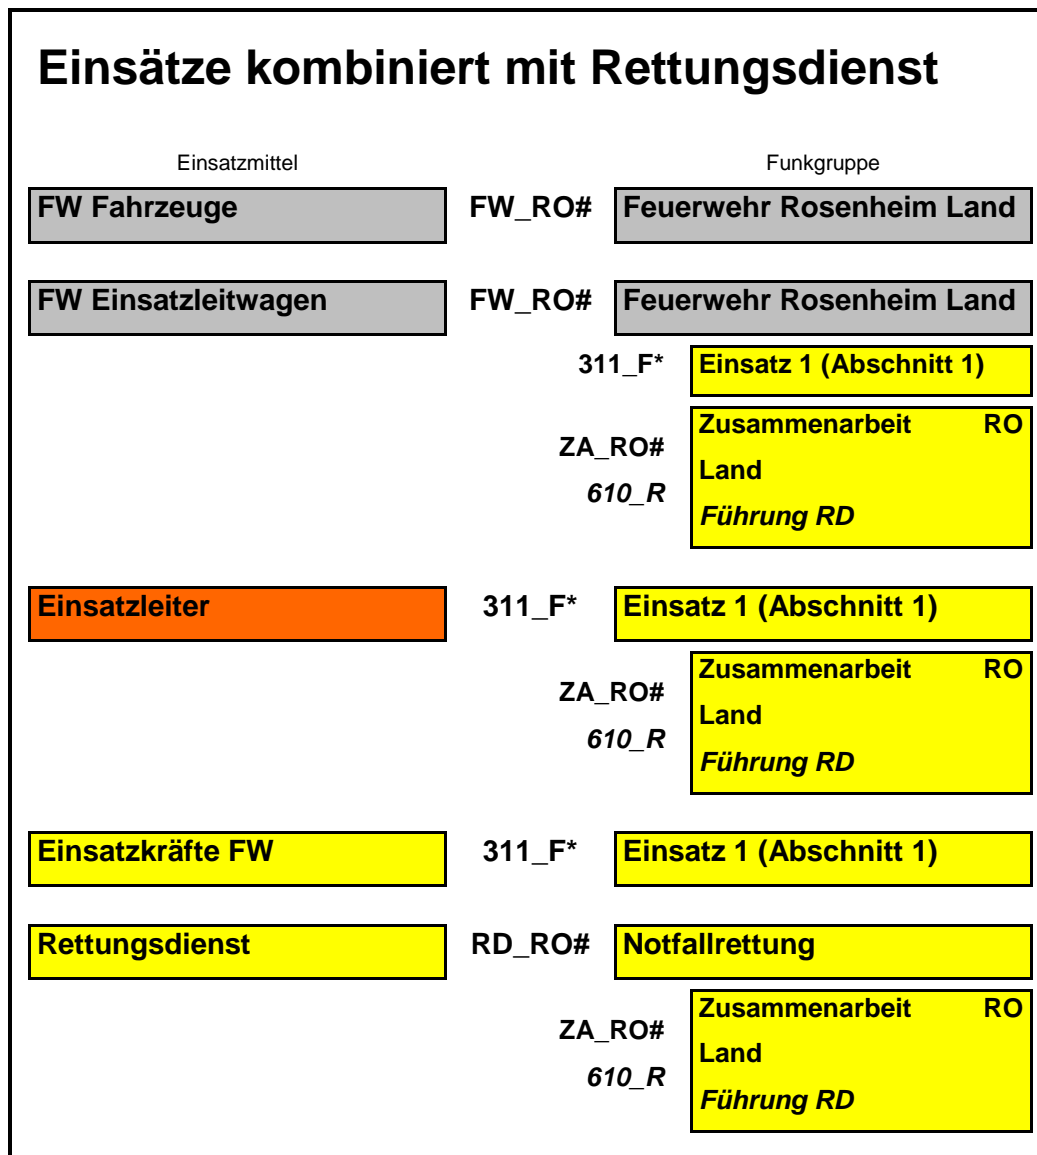 Einsätze kombiniert mit Rettungsdienst
Einsatzmittel Funkgruppe
FW Fahrzeuge FW_RO# Feuerwehr Rosenheim Land
FW Einsatzleitwagen FW_RO# Feuerwehr Rosenheim Land
311_F* Einsatz 1 (Abschnitt 1)
ZA_RO# Zusammenarbeit RO
Land
610_R Führung RD
Einsatzleiter 311_F* Einsatz 1 (Abschnitt 1)
ZA_RO# Zusammenarbeit RO
Land
610_R Führung RD
Einsatzkräfte FW 311_F* Einsatz 1 (Abschnitt 1)
Rettungsdienst RD_RO# Notfallrettung
ZA_RO# Zusammenarbeit RO
Land
610_R Führung RD